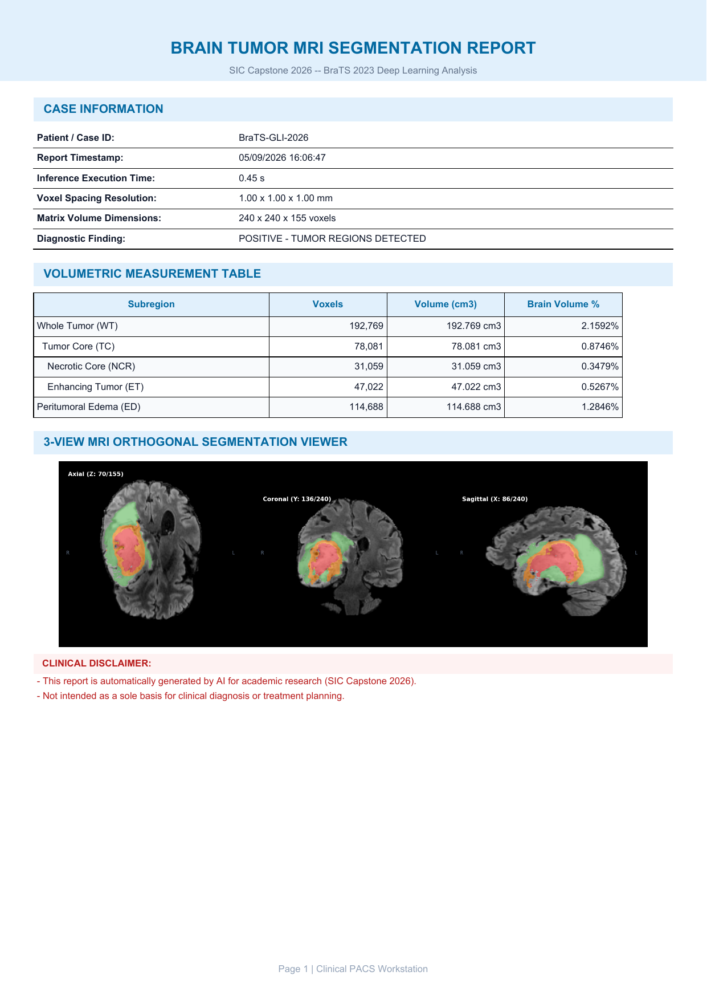 BRAIN TUMOR MRI SEGMENTATION REPORT
SIC Capstone 2026 -- BraTS 2023 Deep Learning Analysis
CASE INFORMATION
Patient / Case ID: BraTS-GLI-2026
Report Timestamp: 05/09/2026 16:06:47
Inference Execution Time: 0.45 s
Voxel Spacing Resolution: 1.00 x 1.00 x 1.00 mm
Matrix Volume Dimensions: 240 x 240 x 155 voxels
Diagnostic Finding: POSITIVE - TUMOR REGIONS DETECTED
VOLUMETRIC MEASUREMENT TABLE
Subregion Voxels Volume (cm3) Brain Volume %
Whole Tumor (WT) 192,769 192.769 cm3 2.1592%
Tumor Core (TC) 78,081 78.081 cm3 0.8746%
Necrotic Core (NCR) 31,059 31.059 cm3 0.3479%
Enhancing Tumor (ET) 47,022 47.022 cm3 0.5267%
Peritumoral Edema (ED) 114,688 114.688 cm3 1.2846%
3-VIEW MRI ORTHOGONAL SEGMENTATION VIEWER
Axial (Z: 70/155)
Coronal (Y: 136/240) Sagittal (X: 86/240)
R L R L R L
CLINICAL DISCLAIMER:
- This report is automatically generated by AI for academic research (SIC Capstone 2026).
- Not intended as a sole basis for clinical diagnosis or treatment planning.
Page 1 | Clinical PACS Workstation